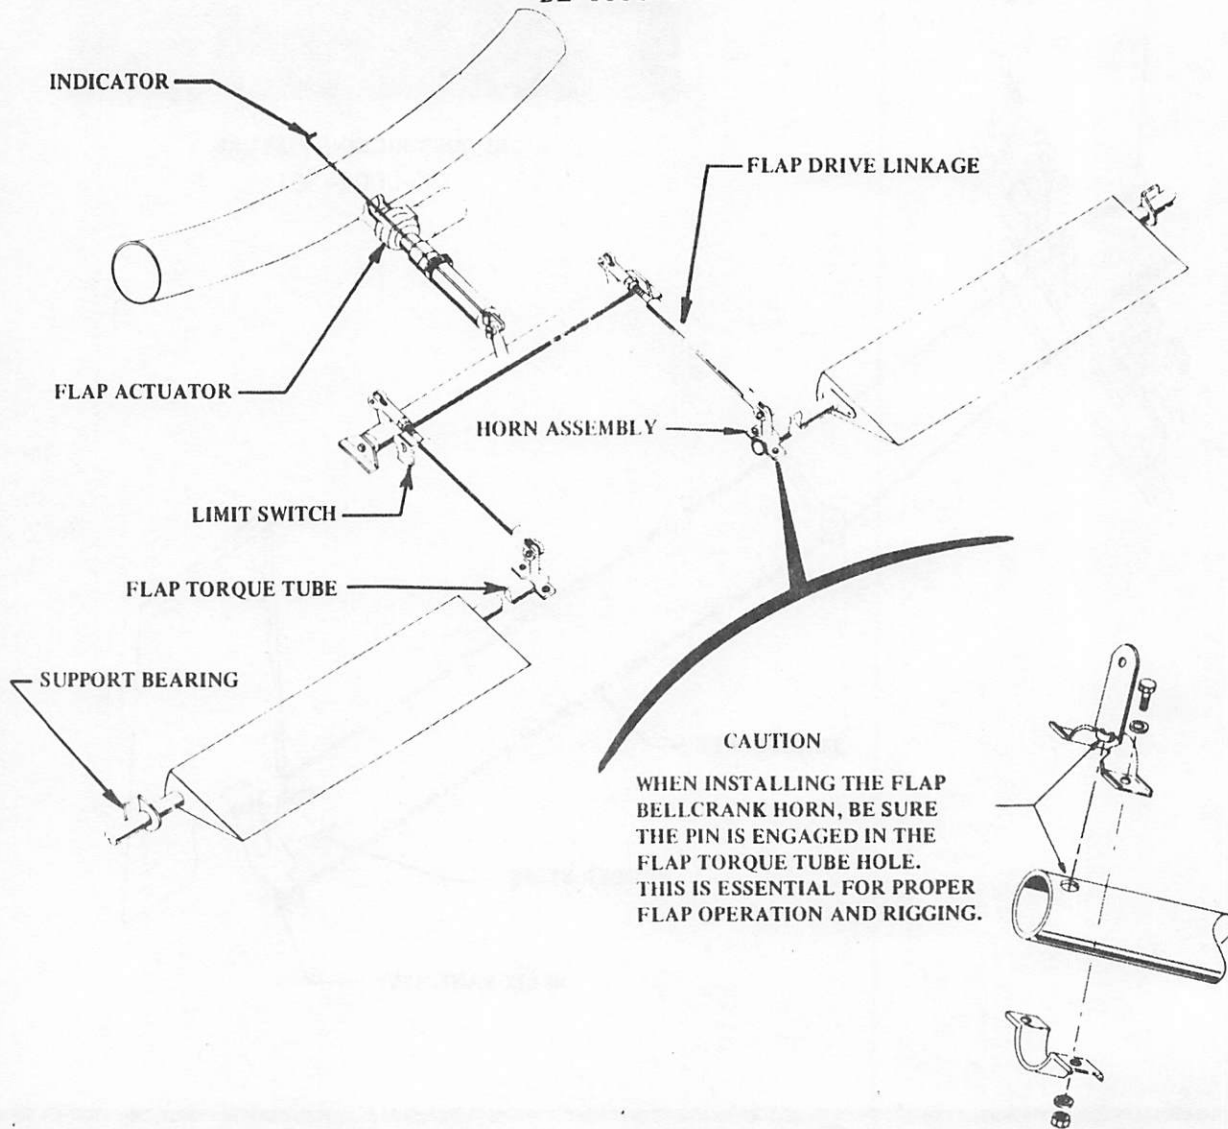 INDICATOR
FLAP DRIVE LINKAGE
FLAP ACTUATOR
HORN ASSEMBLY
LIMIT SWITCH
FLAP TORQUE TUBE
SUPPORT BEARING
CAUTION
WHEN INSTALLING THE FLAP
BELLCRANK HORN, BE SURE
THE PIN IS ENGAGED IN THE
FLAP TORQUE TUBE HOLE.
THIS IS ESSENTIAL FOR PROPER
FLAP OPERATION AND RIGGING.